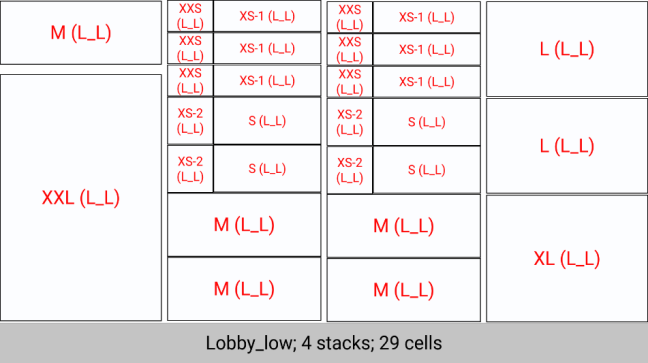 M (L_L)
XXL (L_L)
XXS
(L_L)
XS-1 (L_L)
XXS
(L_L)
XS-1 (L_L)
XXS
(L_L)
XS-1 (L_L)
XS-2
(L_L)
S (L_L)
XS-2
(L_L)
S (L_L)
M (L_L)
M (L_L)
XXS
(L_L)
XS-1 (L_L)
XXS
(L_L)
XS-1 (L_L)
XXS
(L_L)
XS-1 (L_L)
XS-2
(L_L)
S (L_L)
XS-2
(L_L)
S (L_L)
M (L_L)
M (L_L)
L (L_L)
L (L_L)
XL (L_L)
Lobby_low; 4 stacks; 29 cells